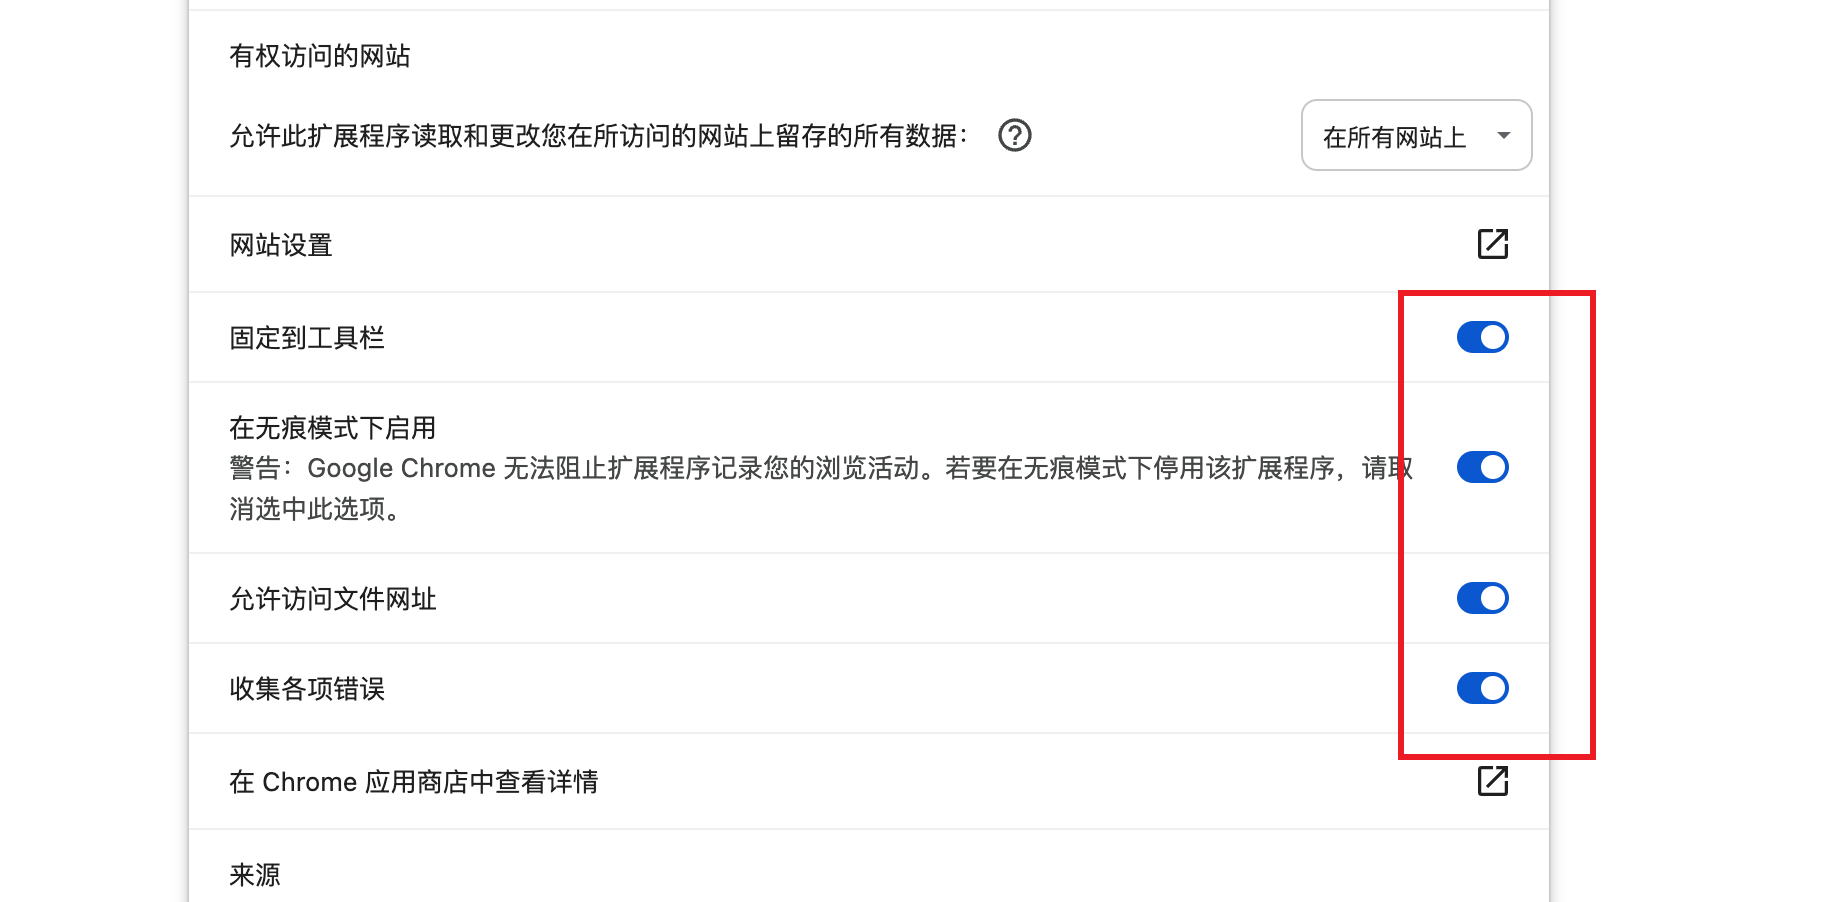 有权访问的网站
允许此扩展程序读取和更改您在所访问的网站上留存的所有数据：
在所有网站上
网站设置
固定到工具栏
在无痕模式下启用
警告：Google Chrome 无法阻止扩展程序记录您的浏览活动。若要在无痕模式下停用该扩展程序，请取
消选中此选项。
允许访问文件网址
收集各项错误
在 Chrome 应用商店中查看详情
来源